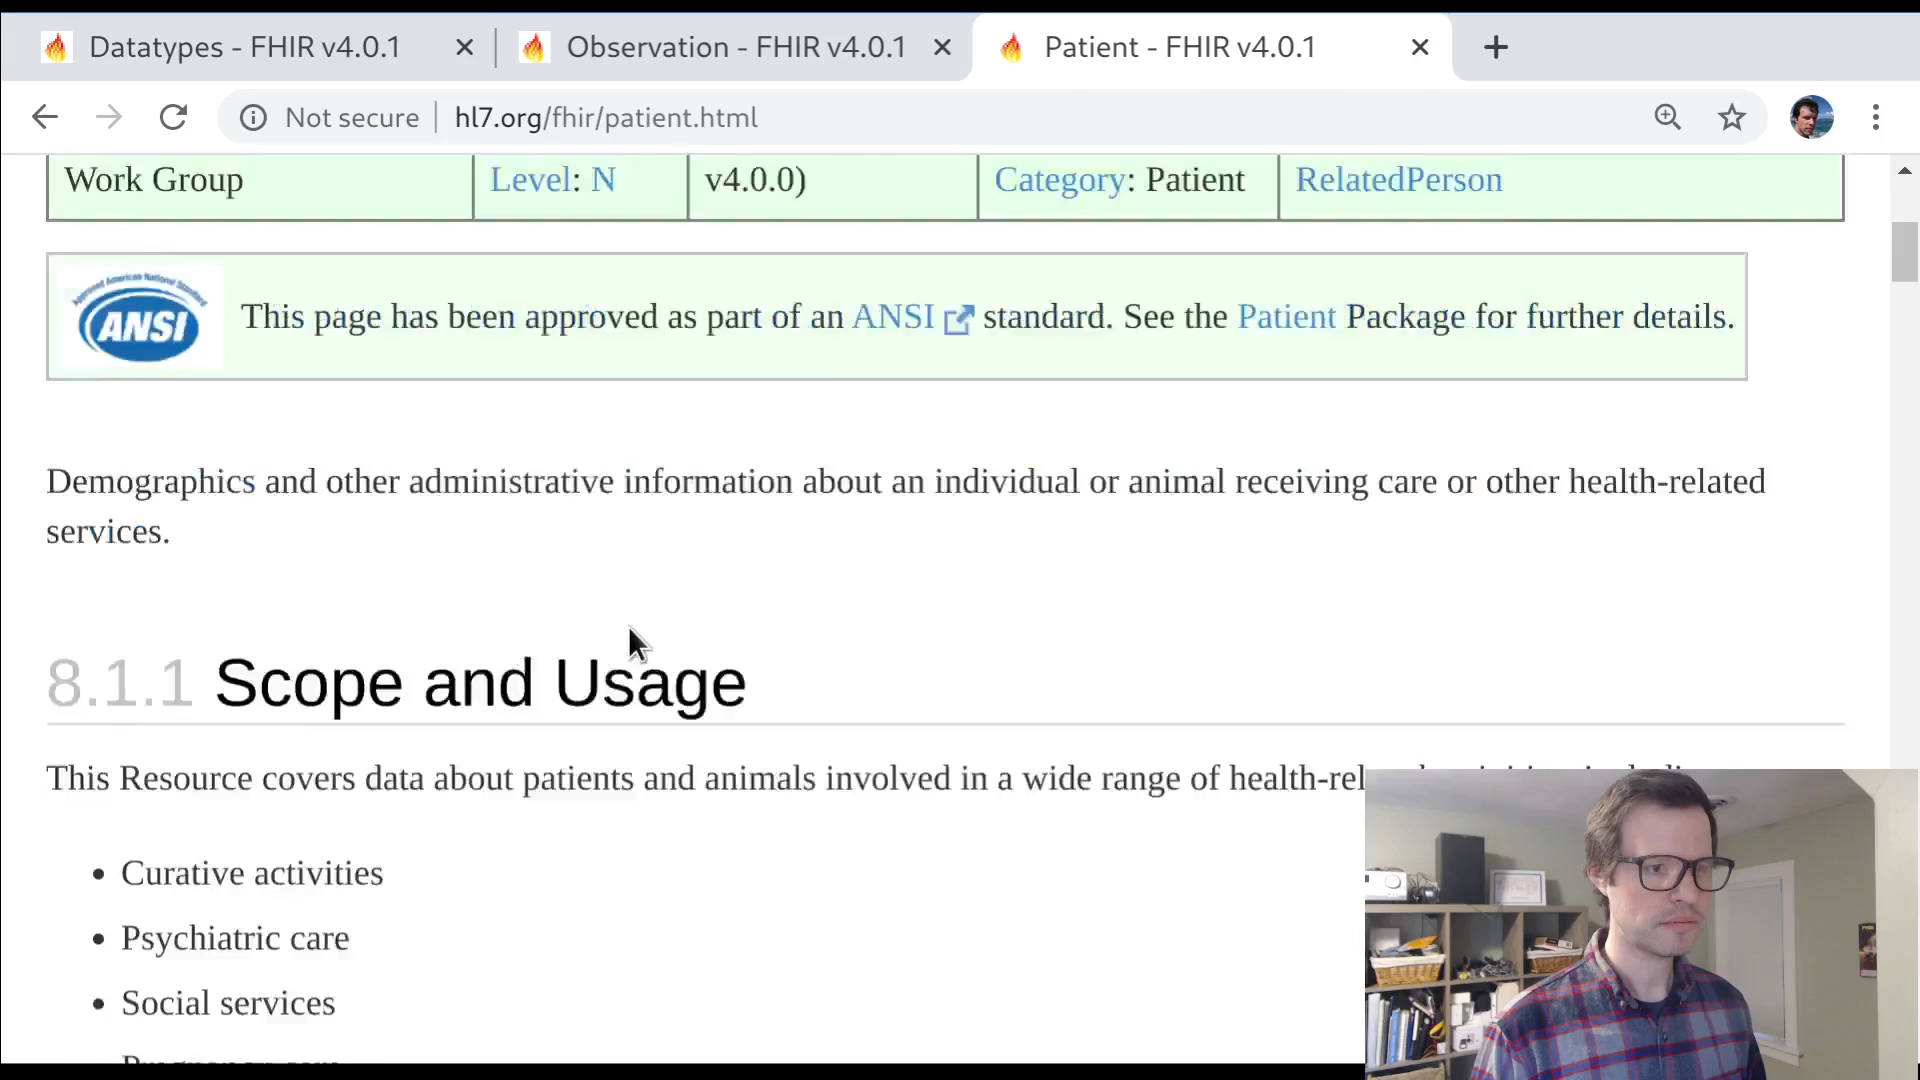 Datatypes - FHIR v4.0.1
Observation - FHIR v4.0.1
Patient - FHIR v4.0.1
Not secure
hl7.org/fhir/patient.html
Work Group
Level: N
v4.0.0)
Category: Patient
RelatedPerson
Approved American National Standard
ANSI
This page has been approved as part of an ANSI standard. See the Patient Package for further details.
Demographics and other administrative information about an individual or animal receiving care or other health-related
services.
8.1.1 Scope and Usage
This Resource covers data about patients and animals involved in a wide range of
Curative activities
Psychiatric care
Social services